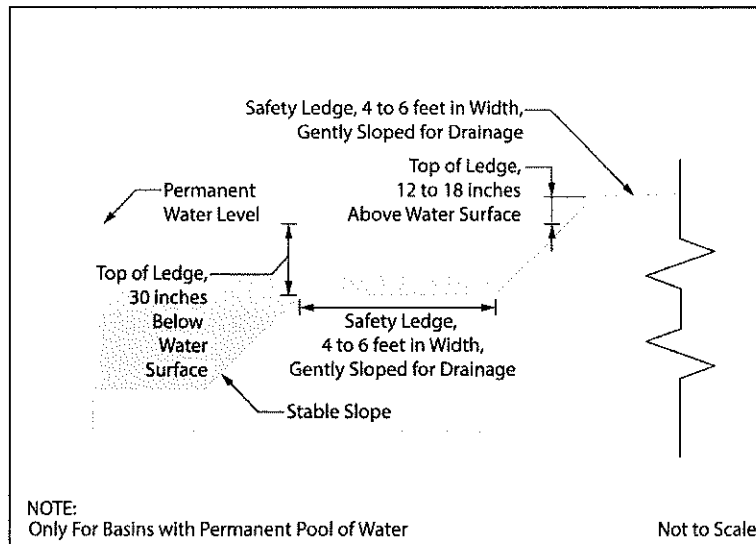 Safety Ledge, 4 to 6 feet in Width,
Gently Sloped for Drainage
Top of Ledge,
12 to 18 inches
Above Water Surface
Permanent
Water Level
Top of Ledge,
30 inches
Below
Water
Surface
Safety Ledge,
4 to 6 feet in Width,
Gently Sloped for Drainage
Stable Slope
NOTE:
Only For Basins with Permanent Pool of Water
Not to Scale